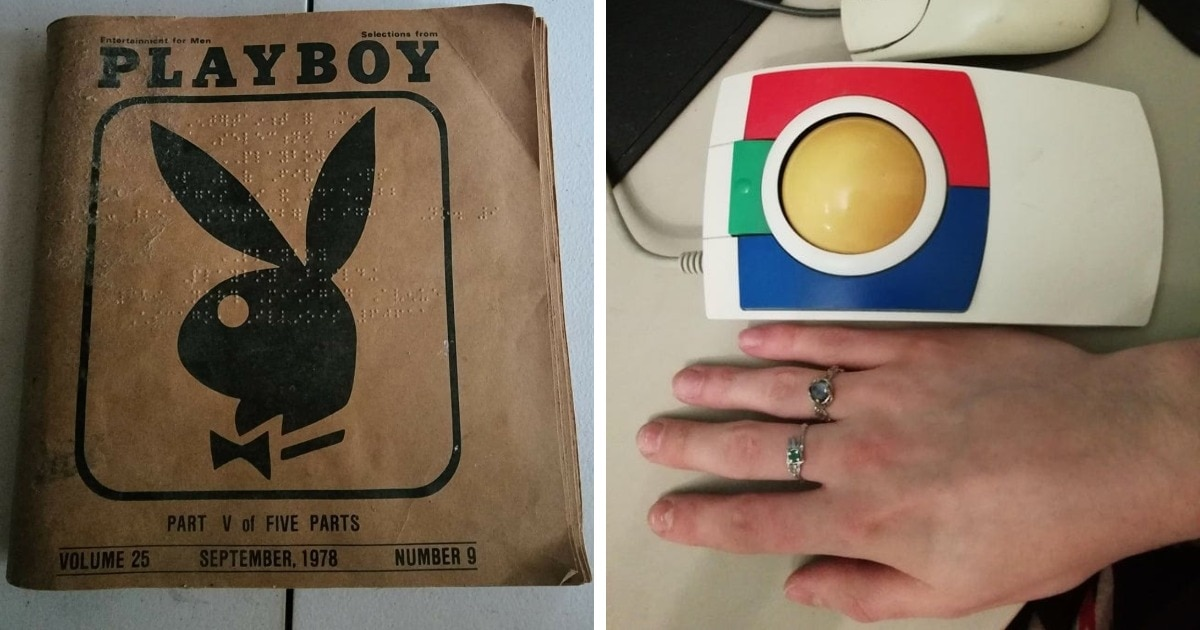 Entertainment for Men
Selections from
PLAYBOY
PART V of FIVE PARTS
VOLUME 25 SEPTEMBER, 1978 NUMBER 9